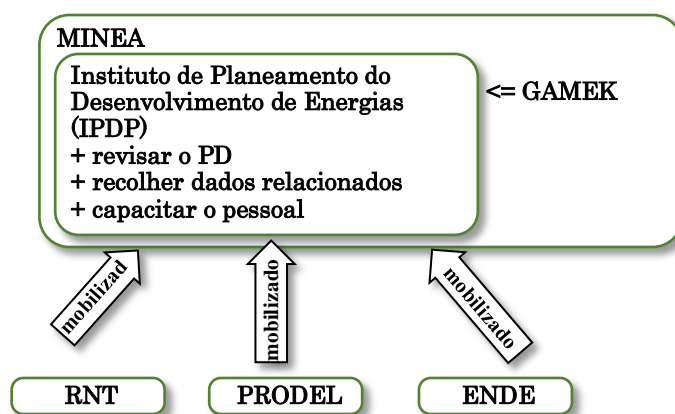 MINEA
Instituto de Planeamento do
Desenvolvimento de Energias
(IPDP)
+ revisar o PD
+ recolher dados relacionados
+ capacitar o pessoal
<= GAMEK
mobilizad
mobilizado
mobilizado
RNT
PRODEL
ENDE